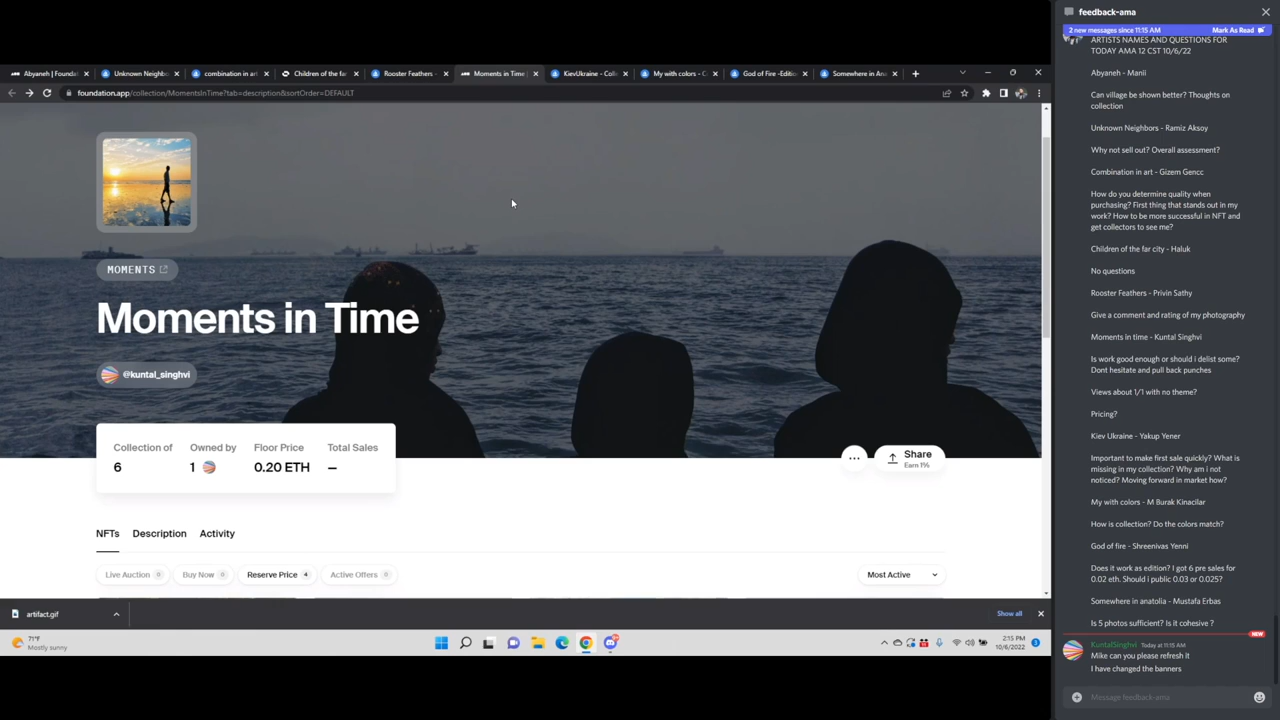 Abyaneh | Found
Unknown Neighb
combination in ar
Children of the fa
Rooster Feathers -
Moments in Time
KievUkraine - Coll
My with colors - C
God of Fire -Edition
Somewhere in Ana
foundation.app/collection/MomentsInTime?tab=description&sortOrder=DEFAULT
MOMENTS
Moments in Time
@kuntal_singhvi
Collection of
6
Owned by
1
Floor Price
0.20 ETH
Total Sales
–
Share
Earn 1%
NFTs
Description
Activity
Live Auction 0
Buy Now 0
Reserve Price 4
Active Offers 0
Most Active
artifact.gif
Show all
71°F
Mostly sunny
2:15 PM
10/6/2022
feedback-ama
2 new messages since 11:15 AM
Mark As Read
ARTISTS NAMES AND QUESTIONS FOR
TODAY AMA 12 CST 10/6/22
Abyaneh - Manii
Can village be shown better? Thoughts on
collection
Unknown Neighbors - Ramiz Aksoy
Why not sell out? Overall assessment?
Combination in art - Gizem Gencc
How do you determine quality when
purchasing? First thing that stands out in my
work? How to be more successful in NFT and
get collectors to see me?
Children of the far city - Haluk
No questions
Rooster Feathers - Privin Sathy
Give a comment and rating of my photography
Moments in time - Kuntal Singhvi
Is work good enough or should i delist some?
Dont hesitate and pull back punches
Views about 1/1 with no theme?
Pricing?
Kiev Ukraine - Yakup Yener
Important to make first sale quickly? What is
missing in my collection? Why am i not
noticed? Moving forward in market how?
My with colors - M Burak Kinacilar
How is collection? Do the colors match?
God of fire - Shreenivas Yenni
Does it work as edition? I got 6 pre sales for
0.02 eth. Should i public 0.03 or 0.025?
Somewhere in anatolia - Mustafa Erbas
Is 5 photos sufficient? Is it cohesive ?
NEW
KuntalSinghvi Today at 11:15 AM
Mike can you please refresh it
I have changed the banners
Message feedback-ama